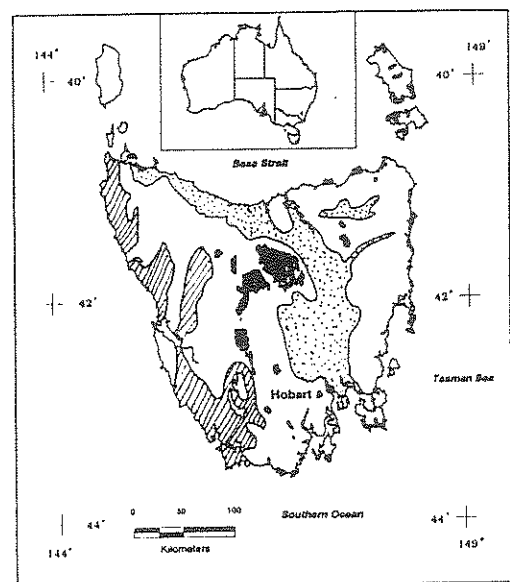 144°
149°
40'
40'
Bass Strait
42'
42'
Tasman Sea
Hobart
Southern Ocean
44'
44'
0 50 100
Kilometers
144°
149°